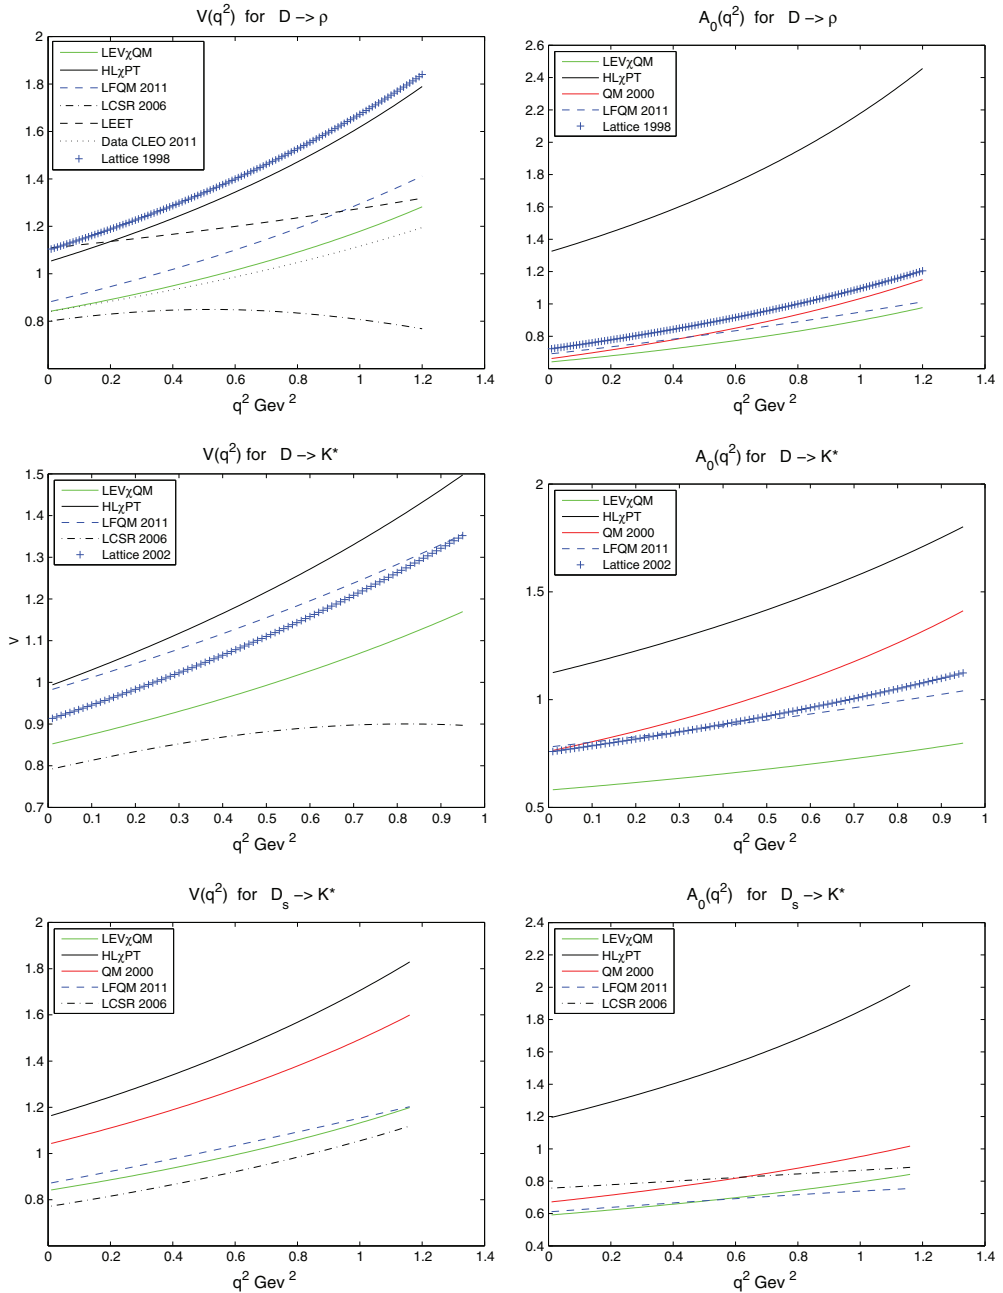 V(q²) for D −> ρ
2
1.8
1.6
1.4
1.2
1
0.8
LEVχQM
HLχPT
LFQM 2011
LCSR 2006
LEET
Data CLEO 2011
Lattice 1998
0 0.2 0.4 0.6 0.8 1 1.2 1.4
q² Gev ²
A₀(q²) for D −> ρ
2.6
2.4
2.2
2
1.8
1.6
1.4
1.2
1
0.8
LEVχQM
HLχPT
QM 2000
LFQM 2011
Lattice 1998
0 0.2 0.4 0.6 0.8 1 1.2 1.4
q² Gev ²
V(q²) for D −> K*
1.5
1.4
1.3
1.2
1.1
1
0.9
0.8
0.7
V
LEVχQM
HLχPT
LFQM 2011
LCSR 2006
Lattice 2002
0 0.1 0.2 0.3 0.4 0.5 0.6 0.7 0.8 0.9 1
q² Gev ²
A₀(q²) for D −> K*
2
1.5
1
0.5
LEVχQM
HLχPT
QM 2000
LFQM 2011
Lattice 2002
0 0.1 0.2 0.3 0.4 0.5 0.6 0.7 0.8 0.9 1
q² Gev ²
V(q²) for Dₛ −> K*
2
1.8
1.6
1.4
1.2
1
0.8
LEVχQM
HLχPT
QM 2000
LFQM 2011
LCSR 2006
0 0.2 0.4 0.6 0.8 1 1.2 1.4
q² Gev ²
A₀(q²) for Dₛ −> K*
2.4
2.2
2
1.8
1.6
1.4
1.2
1
0.8
0.6
0.4
LEVχQM
HLχPT
QM 2000
LFQM 2011
LCSR 2006
0 0.2 0.4 0.6 0.8 1 1.2 1.4
q² Gev ²